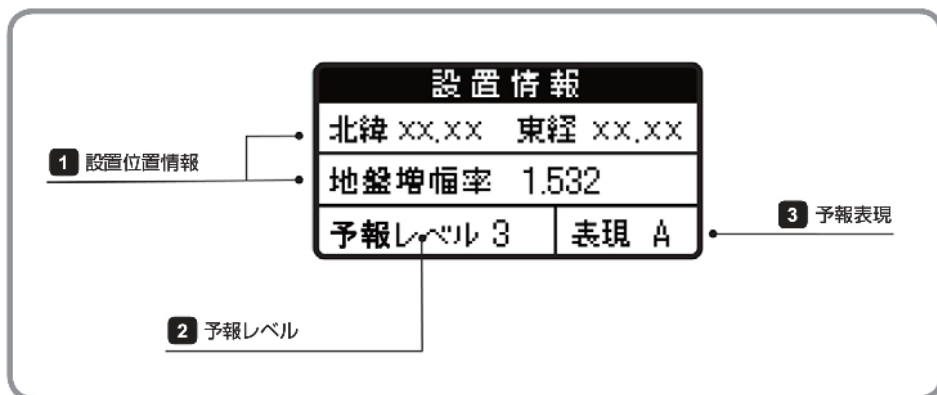 設置情報
北緯 xx.xx 東経 xx.xx
1 設置位置情報
地盤増幅率 1.532
3 予報表現
予報レベル 3 表現 A
2 予報レベル